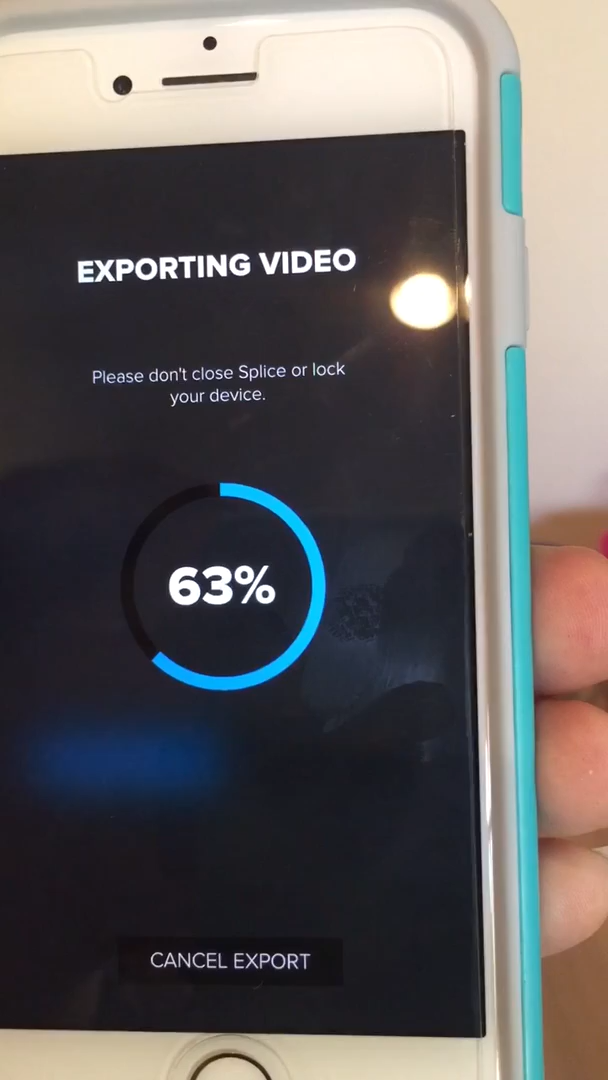 EXPORTING VIDEO
Please don't close Splice or lock
your device.
63%
CANCEL EXPORT